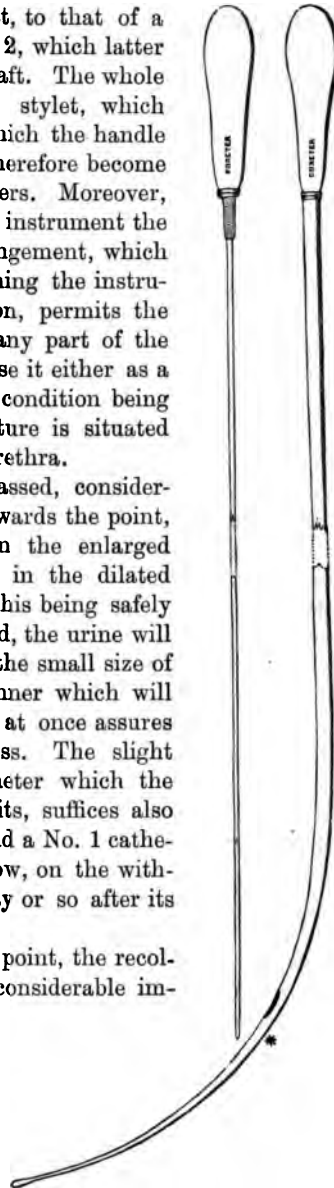 t, to that of a
2, which latter
aft. The whole
stylet, which
hich the handle
herefore become
ers. Moreover,
instrument the
ngement, which
ning the instru-
on, permits the
any part of the
se it either as a
condition being
ture is situated
rethra.
assed, consider-
wards the point,
n the enlarged
in the dilated
his being safely
d, the urine will
the small size of
nner which will
at once assures
ss. The slight
neter which the
its, suffices also
d a No. 1 cathe-
ow, on the with-
y or so after its
point, the recol-
considerable im-
COXETER
COXETER
*